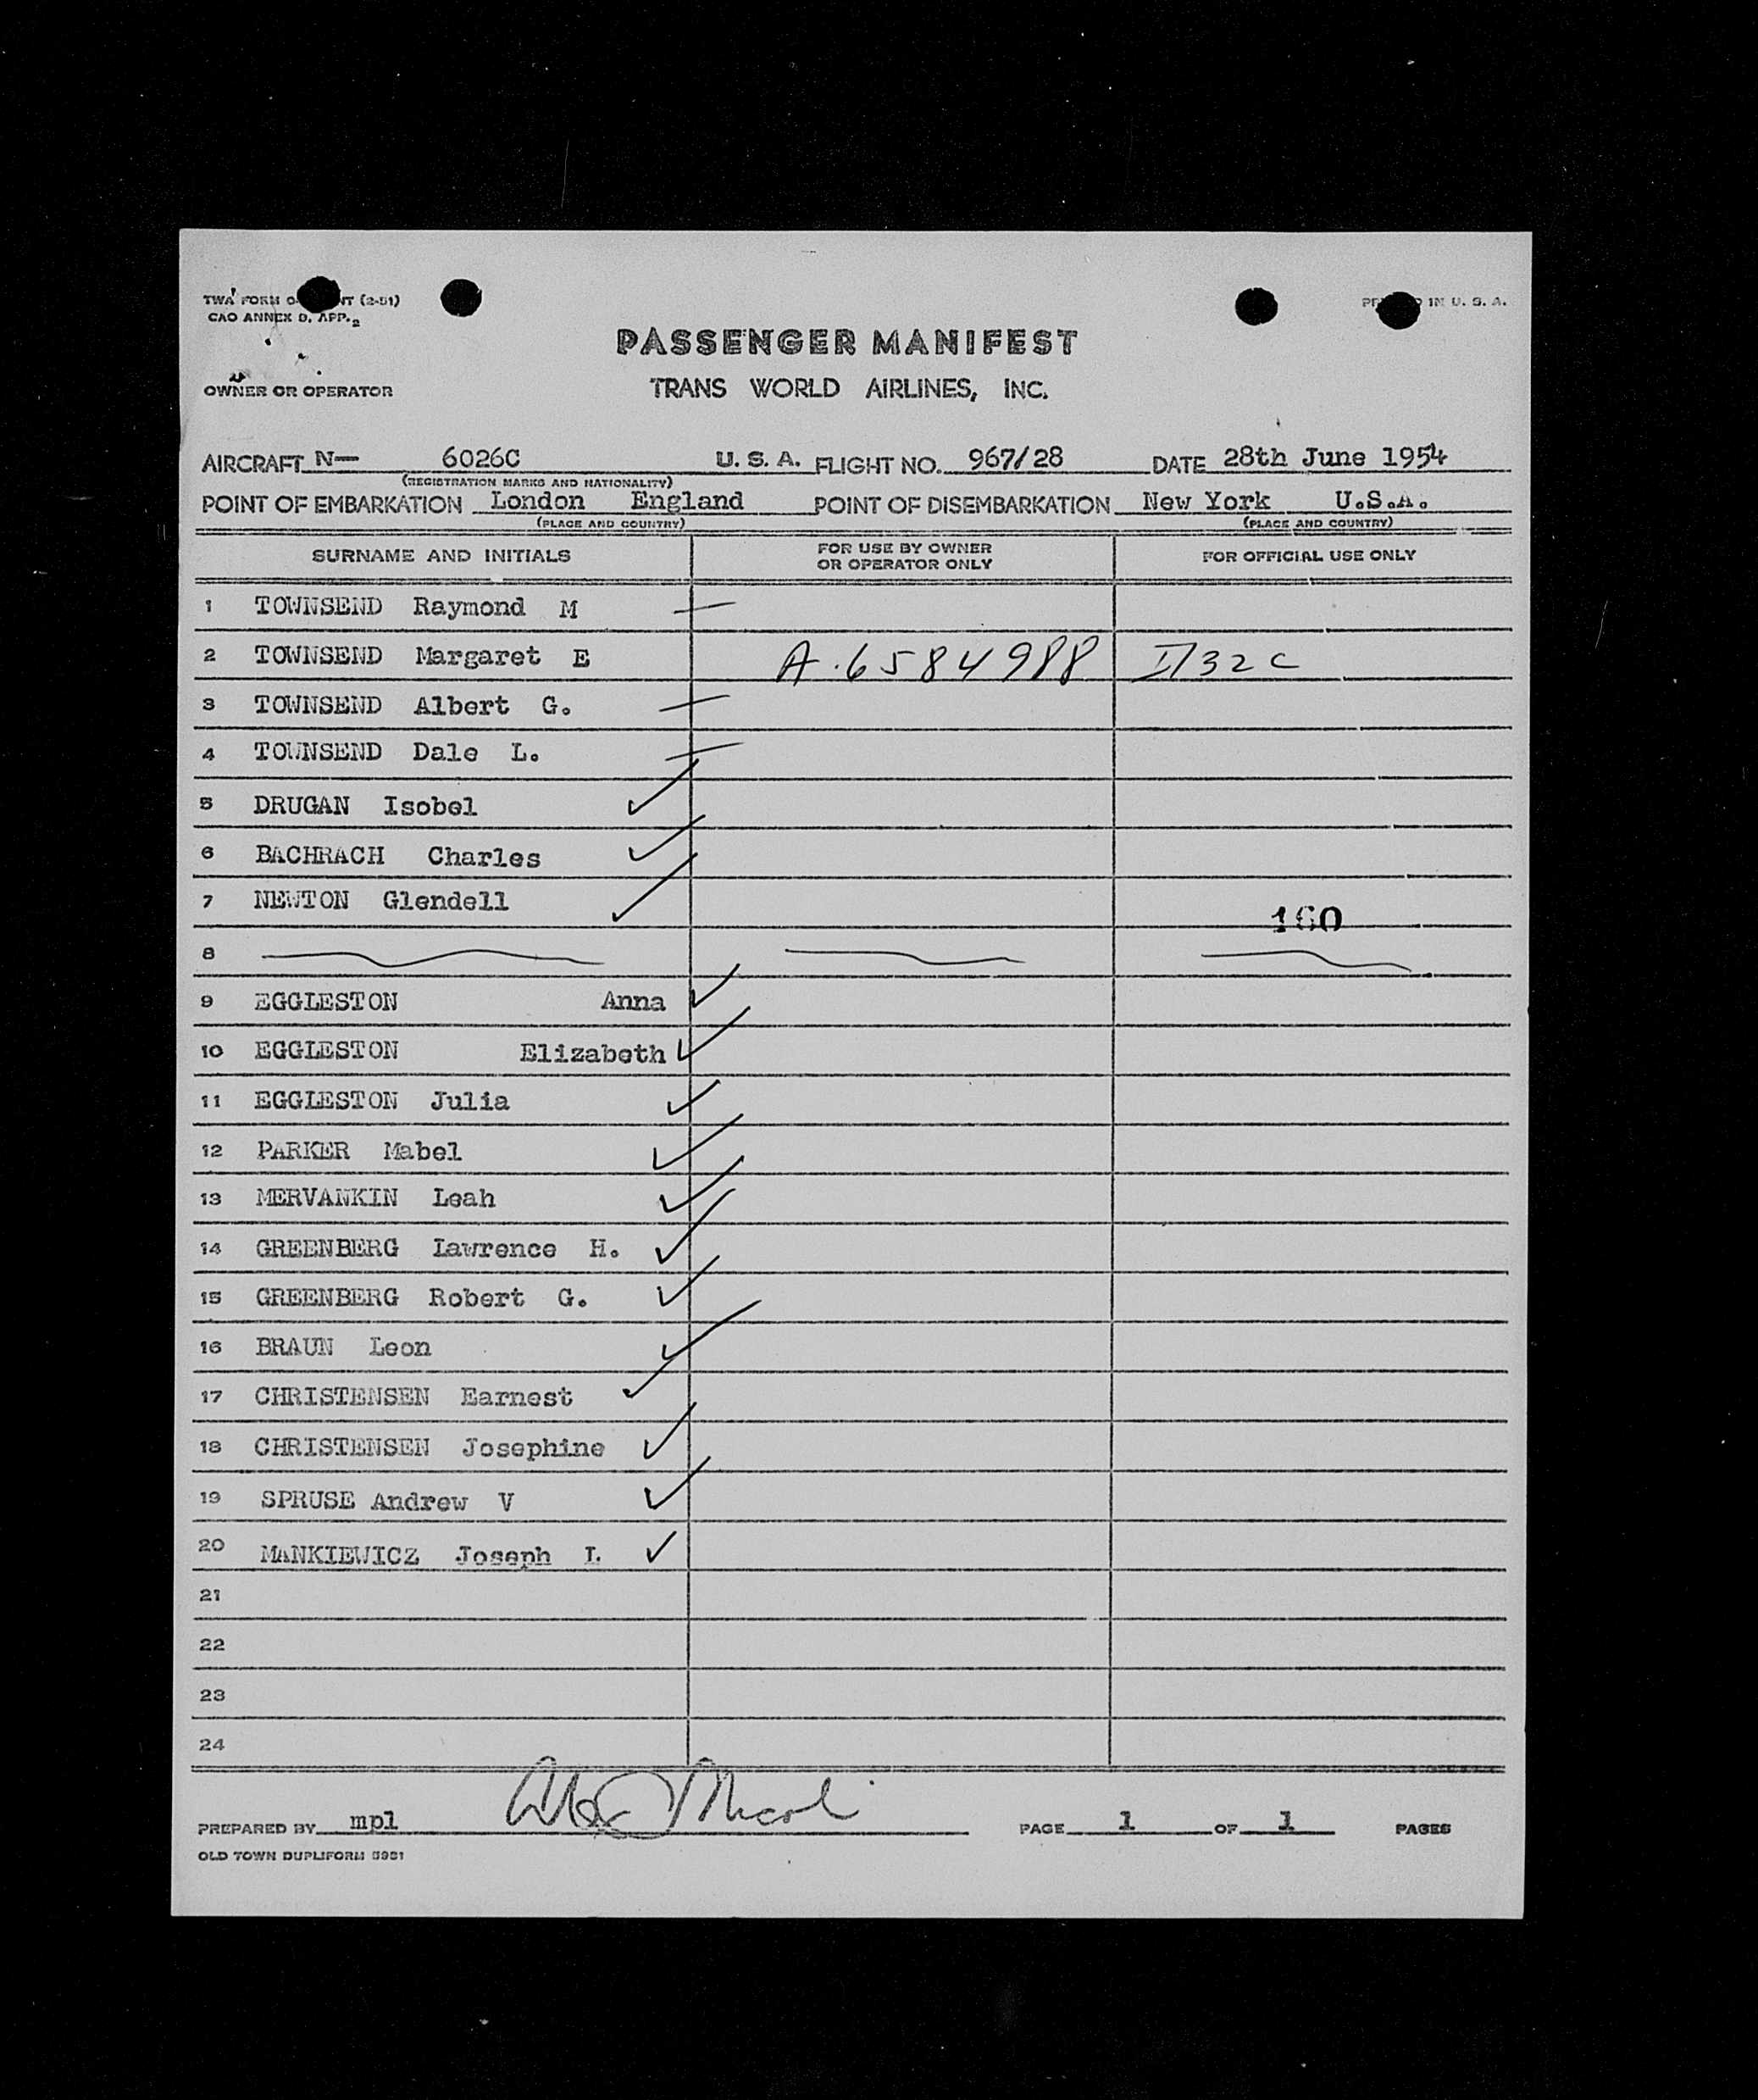 TWA FORM (2-51)
CAO ANNEX D, APP. 2
IN U. S. A.
PASSENGER MANIFEST
OWNER OR OPERATOR
TRANS WORLD AIRLINES, INC.
AIRCRAFT N— 6026C U. S. A. FLIGHT NO. 967/28 DATE 28th June 1954
(REGISTRATION MARKS AND NATIONALITY)
POINT OF EMBARKATION London England POINT OF DISEMBARKATION New York U.S.A.
(PLACE AND COUNTRY) (PLACE AND COUNTRY)
SURNAME AND INITIALS FOR USE BY OWNER OR OPERATOR ONLY FOR OFFICIAL USE ONLY
1 TOWNSEND Raymond M
2 TOWNSEND Margaret E A.6584988 I/32C
3 TOWNSEND Albert G.
4 TOWNSEND Dale L.
5 DRUGAN Isobel
6 BACHRACH Charles
7 NEWTON Glendell
160
8
9 EGGLESTON Anna
10 EGGLESTON Elizabeth
11 EGGLESTON Julia
12 PARKER Mabel
13 MERVANKIN Leah
14 GREENBERG Lawrence H.
15 GREENBERG Robert G.
16 BRAUN Leon
17 CHRISTENSEN Earnest
18 CHRISTENSEN Josephine
19 SPRUSE Andrew V
20 MANKIEWICZ Joseph L
21
22
23
24
PREPARED BY mpl PAGE 1 OF 1 PAGES
OLD TOWN DUPLIFORM